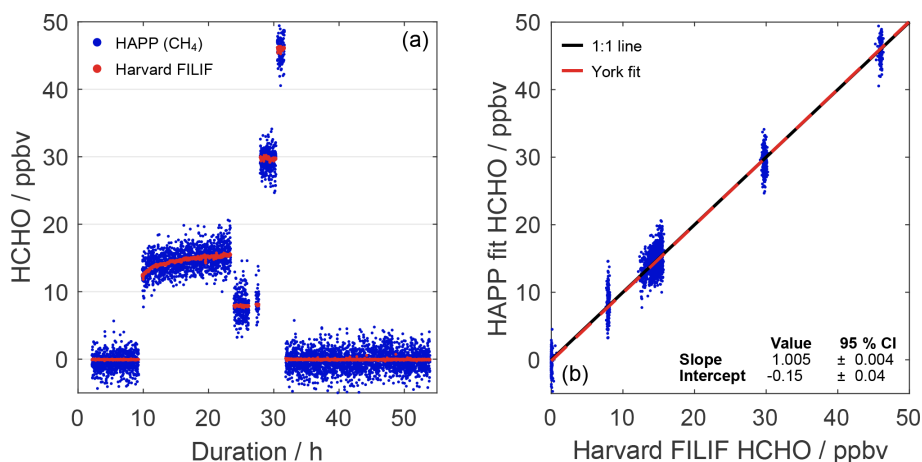 50
40
30
20
10
0
0 10 20 30 40 50
HCHO / ppbv
Duration / h
HAPP (CH₄)
Harvard FILIF
(a)
50
40
30
20
10
0
0 10 20 30 40 50
HAPP fit HCHO / ppbv
Harvard FILIF HCHO / ppbv
1:1 line
York fit
Value 95 % CI
Slope 1.005 ± 0.004
Intercept -0.15 ± 0.04
(b)